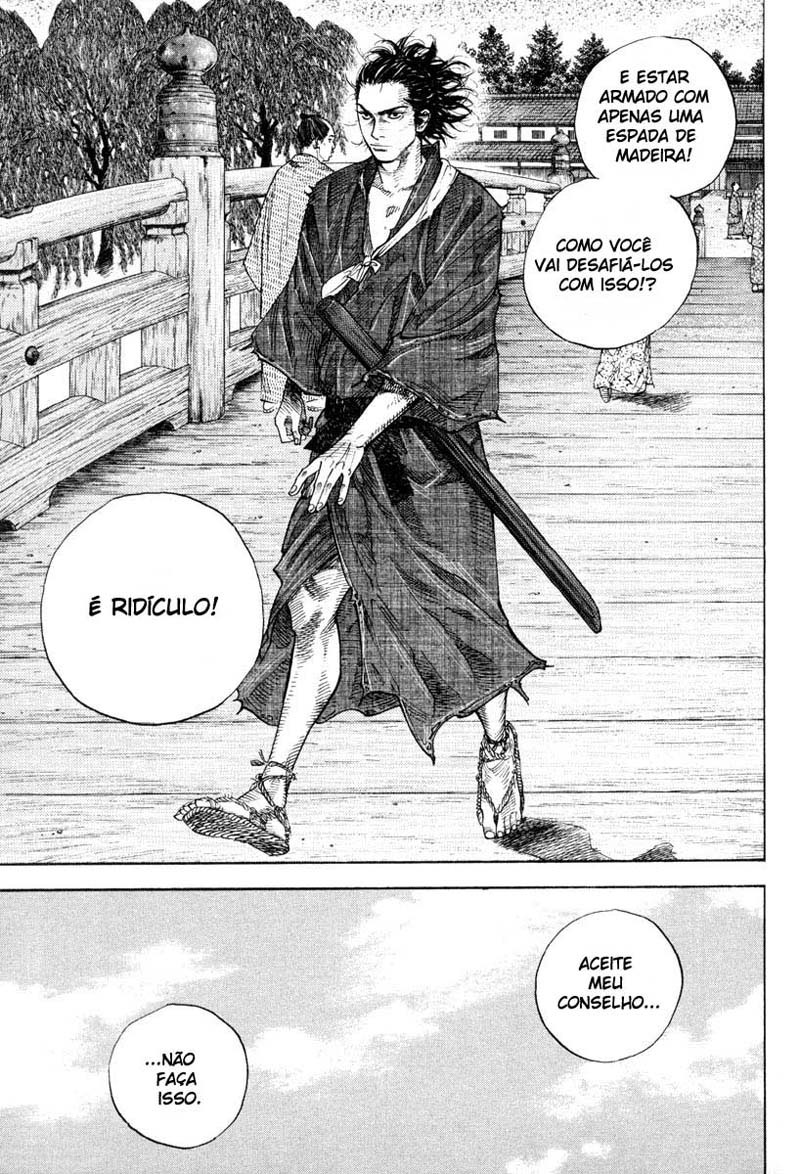 E ESTAR
ARMADO COM
APENAS UMA
ESPADA DE
MADEIRA!
COMO VOCÊ
VAI DESAFIÁ-LOS
COM ISSO!?
É RIDÍCULO!
ACEITE
MEU
CONSELHO...
...NÃO
FAÇA
ISSO.